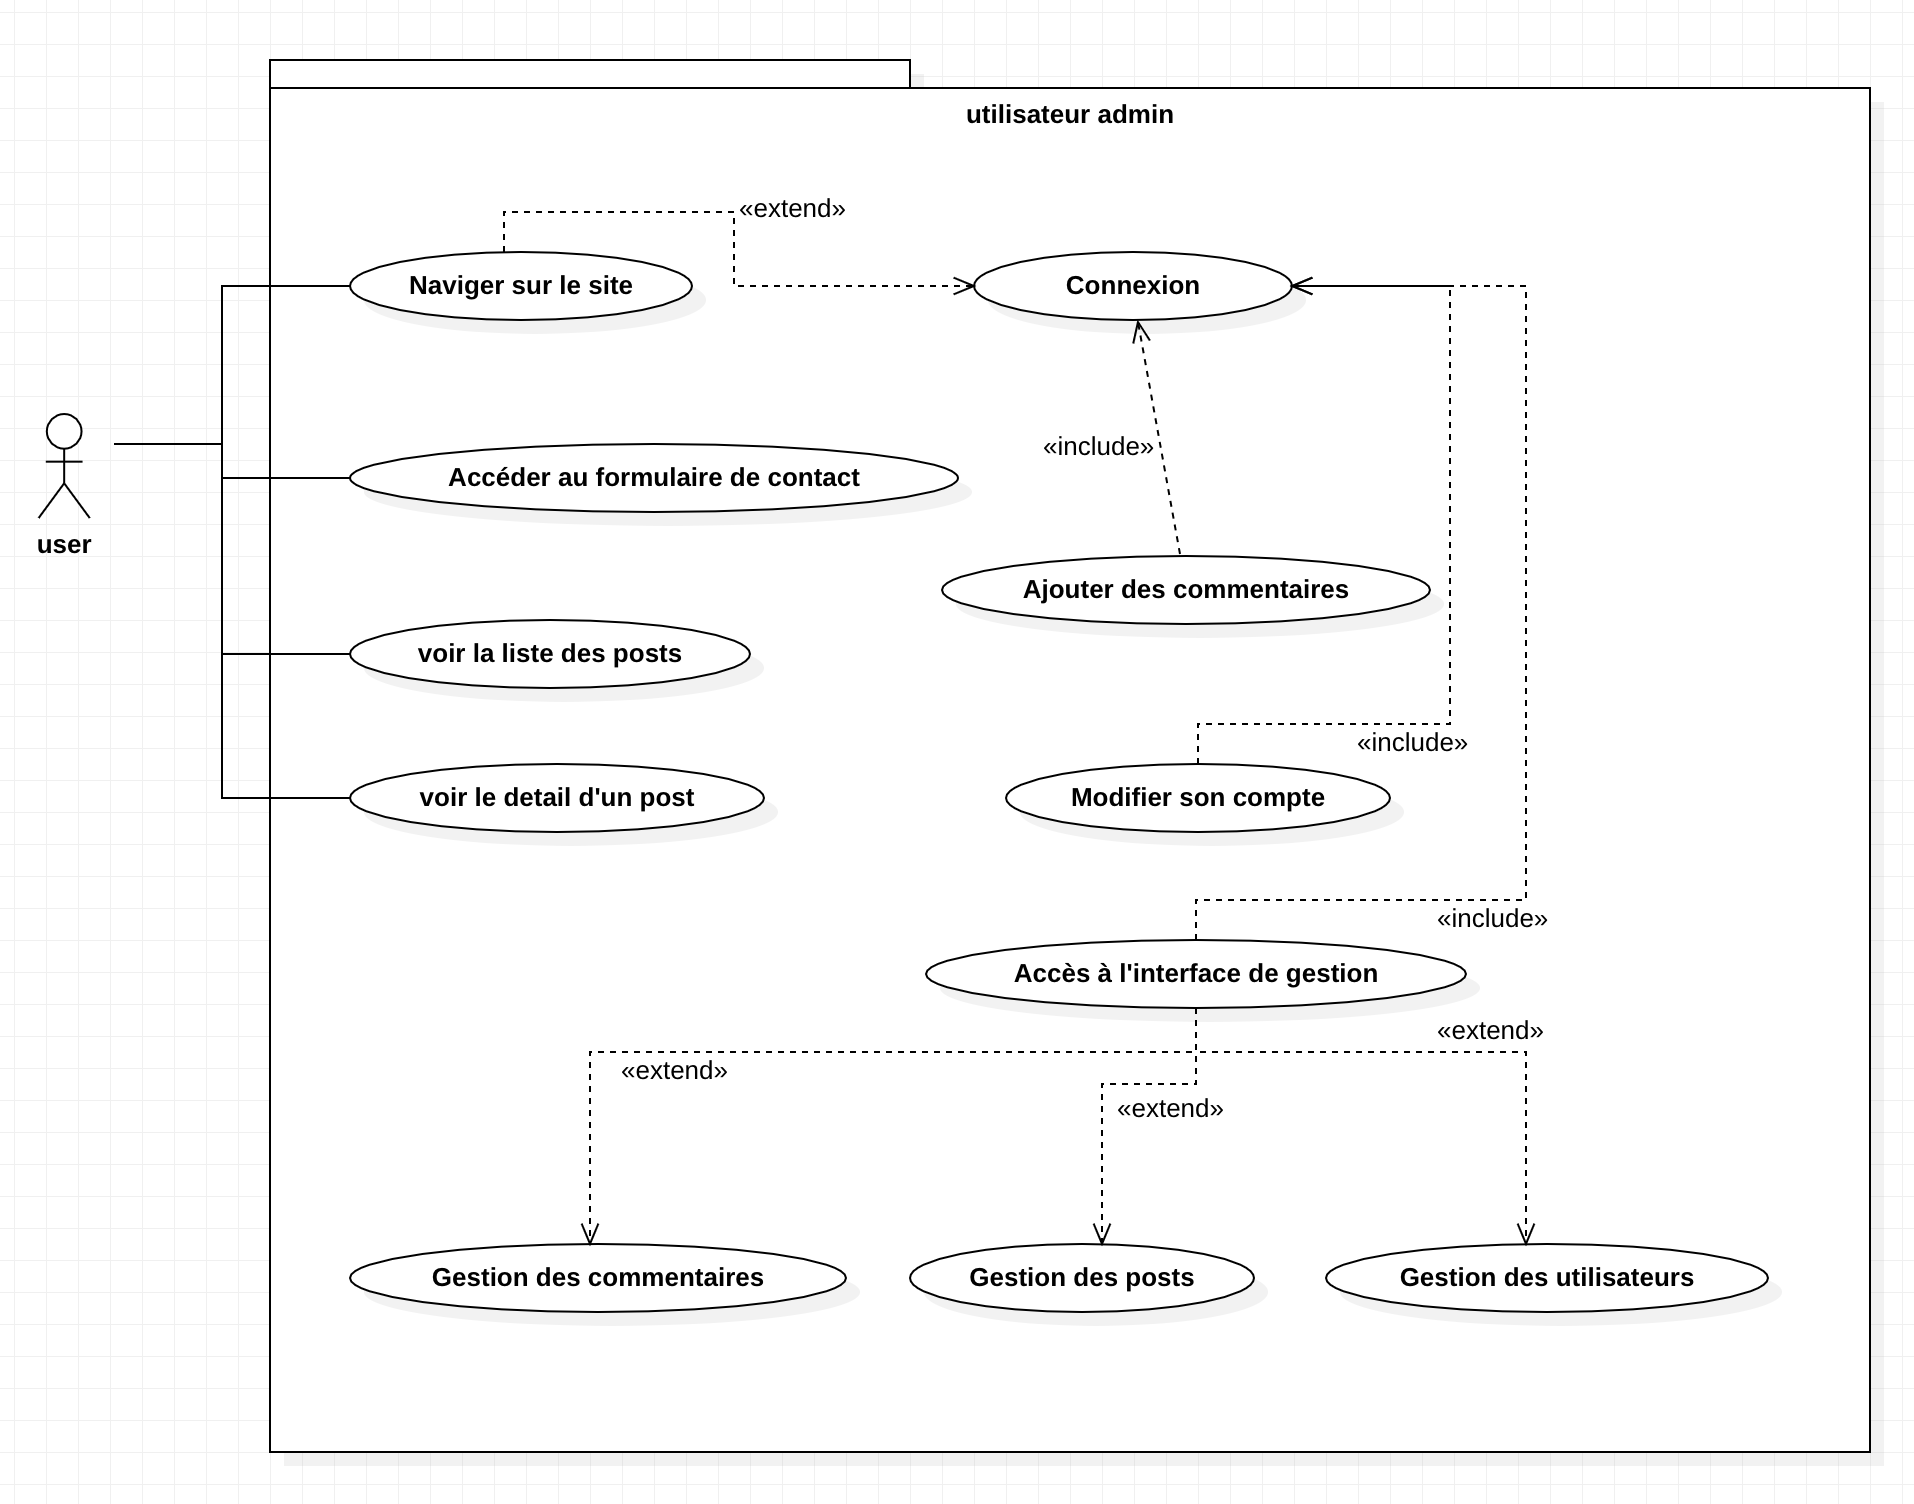 utilisateur admin
«extend»
Naviger sur le site
Connexion
«include»
Accéder au formulaire de contact
user
Ajouter des commentaires
voir la liste des posts
«include»
voir le detail d'un post
Modifier son compte
«include»
Accès à l'interface de gestion
«extend»
«extend»
«extend»
Gestion des commentaires
Gestion des posts
Gestion des utilisateurs